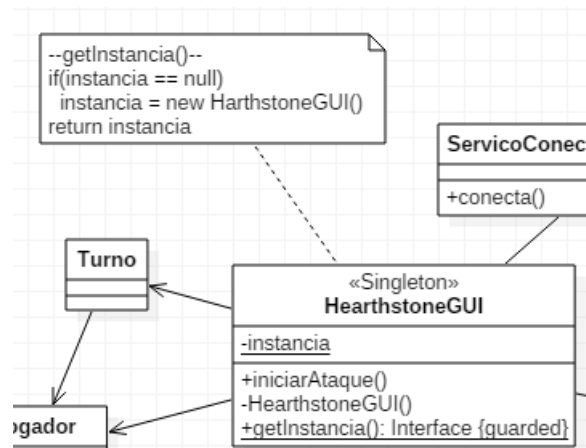 --getInstancia()--
if(instancia == null)
instancia = new HarthstoneGUI()
return instancia
ServicoConec
+conecta()
Turno
«Singleton»
HearthstoneGUI
-instancia
+iniciarAtaque()
-HearthstoneGUI()
+getInstancia(): Interface {guarded}
ogador